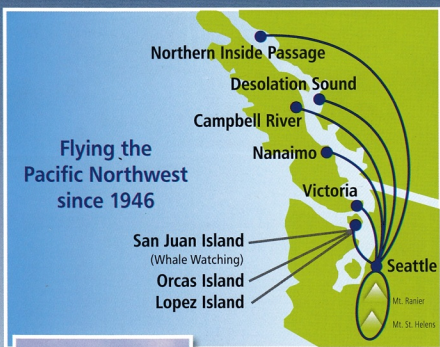 Northern Inside Passage
Desolation Sound
Campbell River
Flying the
Pacific Northwest
since 1946
Nanaimo
Victoria
San Juan Island
(Whale Watching)
Orcas Island
Lopez Island
Seattle
Mt. Ranier
Mt. St. Helens